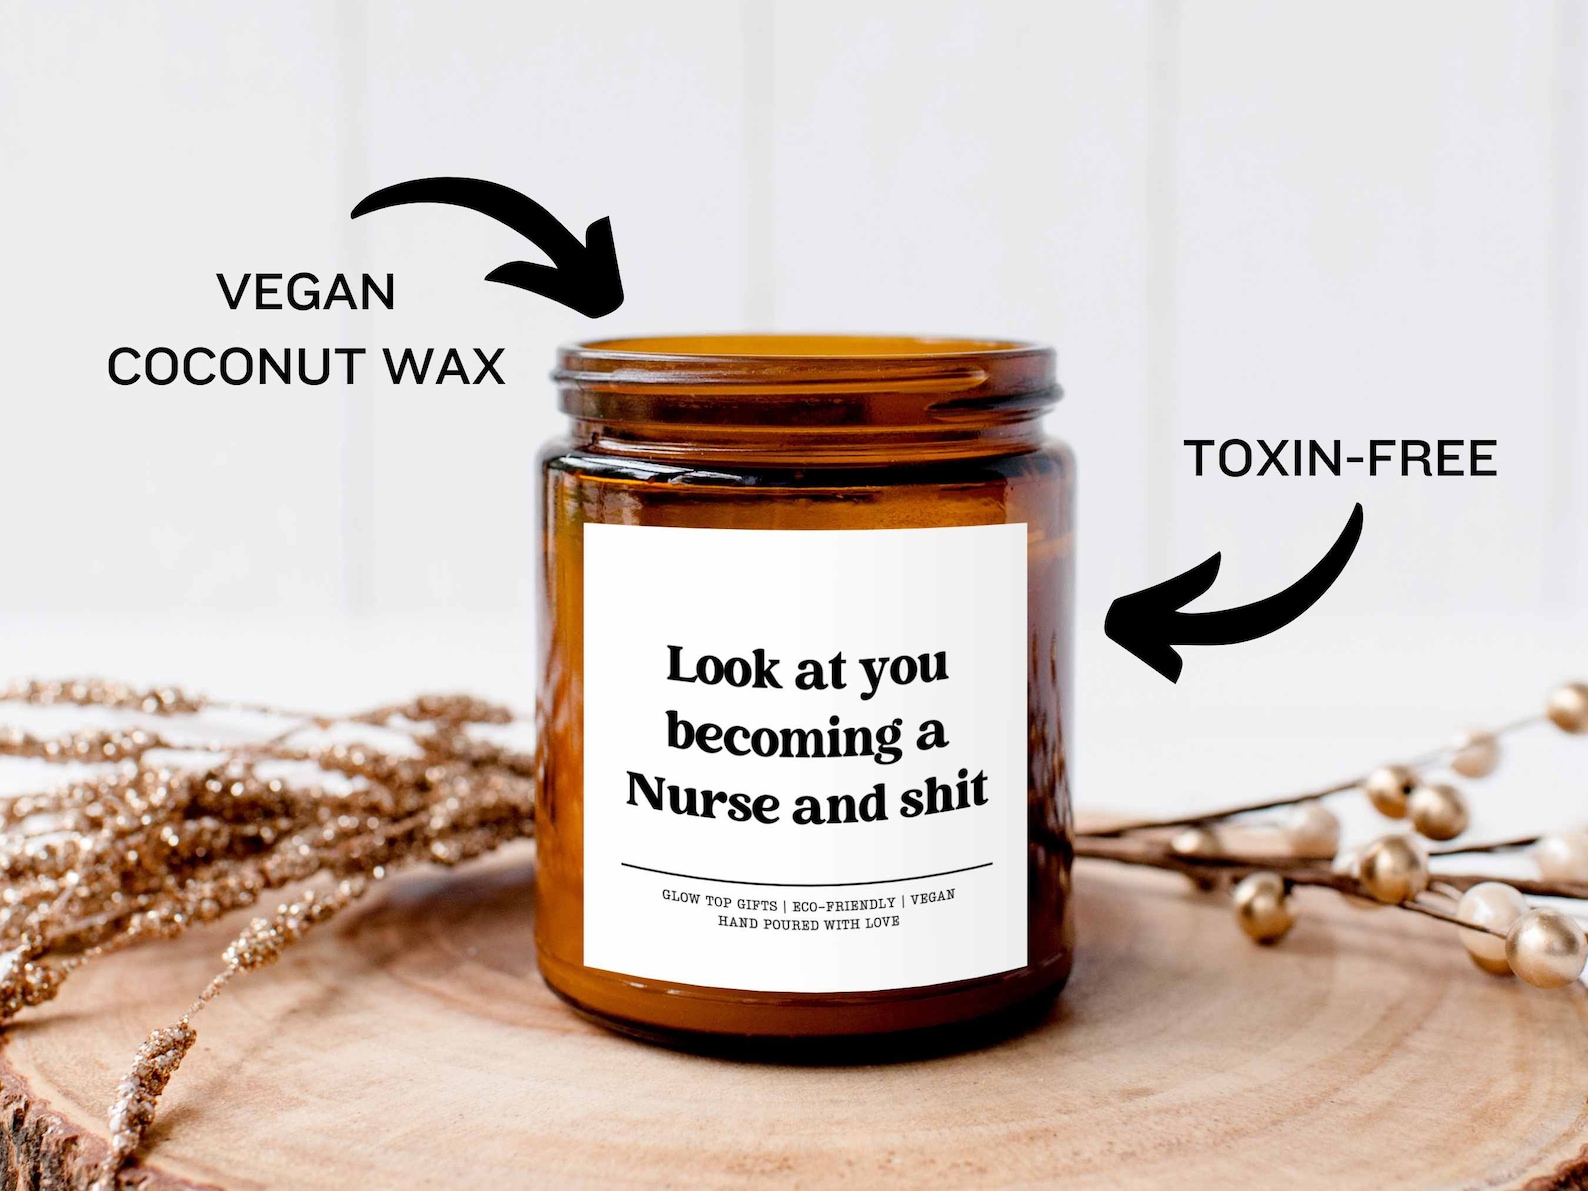 VEGAN
COCONUT WAX
TOXIN-FREE
Look at you
becoming a
Nurse and shit
GLOW TOP GIFTS | ECO-FRIENDLY | VEGAN
HAND POURED WITH LOVE